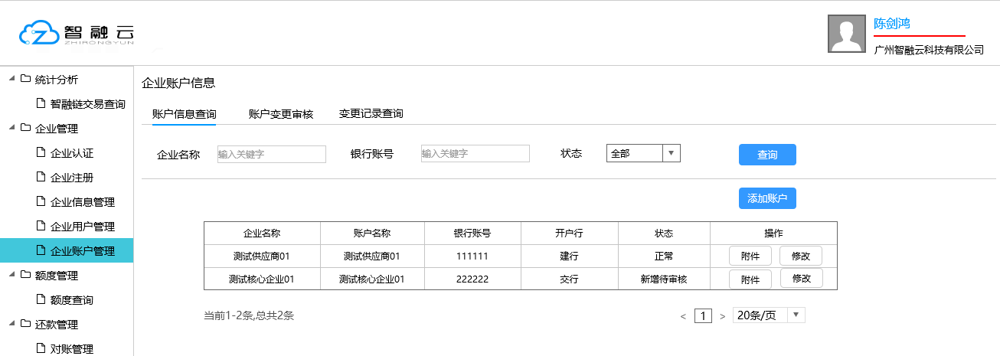 智融云
ZHIRONGYUN
陈剑鸿
广州智融云科技有限公司
统计分析
智融链交易查询
企业管理
企业认证
企业注册
企业信息管理
企业用户管理
企业账户管理
额度管理
额度查询
还款管理
对账管理
企业账户信息
账户信息查询 账户变更审核 变更记录查询
企业名称 输入关键字 银行账号 输入关键字 状态 全部 查询
添加账户
企业名称 账户名称 银行账号 开户行 状态 操作
测试供应商01 测试供应商01 111111 建行 正常 附件 修改
测试核心企业01 测试核心企业01 222222 交行 新增待审核 附件 修改
当前1-2条,总共2条 < 1 > 20条/页